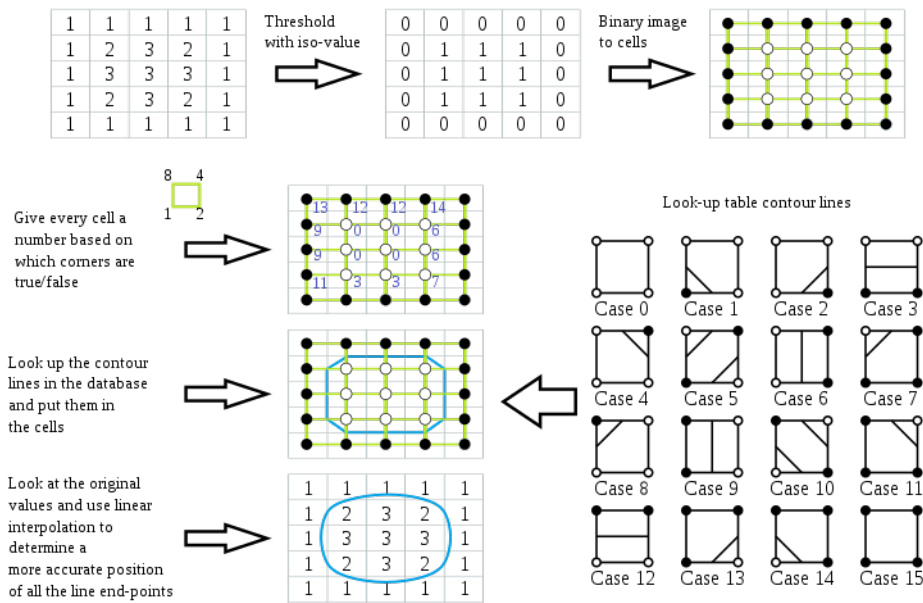 1 1 1 1 1
1 2 3 2 1
1 3 3 3 1
1 2 3 2 1
1 1 1 1 1
Threshold
with iso-value
0 0 0 0 0
0 1 1 1 0
0 1 1 1 0
0 1 1 1 0
0 0 0 0 0
Binary image
to cells
8 4
1 2
Give every cell a
number based on
which corners are
true/false
13 12 12 14
9 0 0 6
9 0 0 6
11 3 3 7
Look up the contour
lines in the database
and put them in
the cells
Look at the original
values and use linear
interpolation to
determine a
more accurate position
of all the line end-points
1 1 1 1 1
1 2 3 2 1
1 3 3 3 1
1 2 3 2 1
1 1 1 1 1
Look-up table contour lines
Case 0 Case 1 Case 2 Case 3
Case 4 Case 5 Case 6 Case 7
Case 8 Case 9 Case 10 Case 11
Case 12 Case 13 Case 14 Case 15